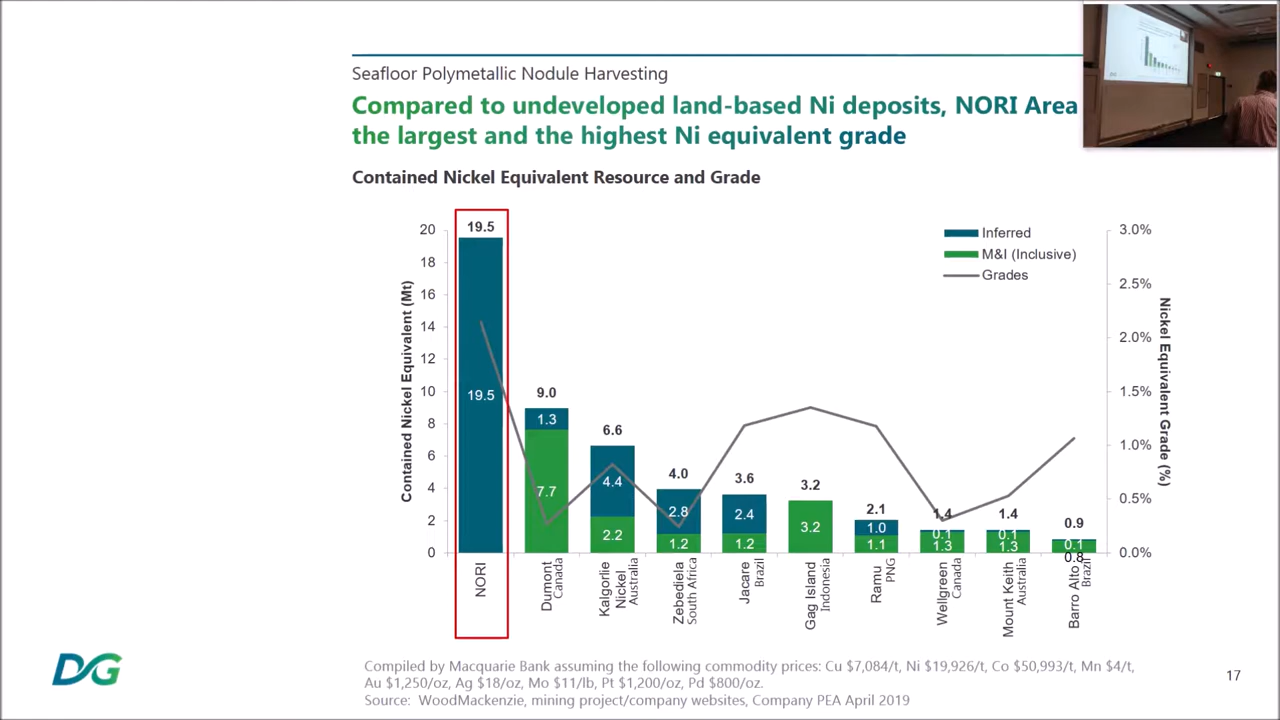 Seafloor Polymetallic Nodule Harvesting
Compared to undeveloped land-based Ni deposits, NORI Area
the largest and the highest Ni equivalent grade
Contained Nickel Equivalent Resource and Grade
Contained Nickel Equivalent (Mt)
20
18
16
14
12
10
8
6
4
2
0
19.5
19.5
9.0
1.3
7.7
6.6
4.4
2.2
4.0
2.8
1.2
3.6
2.4
1.2
3.2
3.2
2.1
1.0
1.1
1.4
0.1
1.3
1.4
0.1
1.3
0.9
0.1
0.8
Inferred
M&I (Inclusive)
Grades
3.0%
2.5%
2.0%
1.5%
1.0%
0.5%
0.0%
Nickel Equivalent Grade (%)
NORI
Dumont
Canada
Kalgorlie
Nickel
Australia
Zebediela
South Africa
Jacare
Brazil
Gag Island
Indonesia
Ramu
PNG
Wellgreen
Canada
Mount Keith
Australia
Barro Alto
Brazil
DG
Compiled by Macquarie Bank assuming the following commodity prices: Cu $7,084/t, Ni $19,926/t, Co $50,993/t, Mn $4/t,
Au $1,250/oz, Ag $18/oz, Mo $11/lb, Pt $1,200/oz, Pd $800/oz.
Source: WoodMackenzie, mining project/company websites, Company PEA April 2019
17